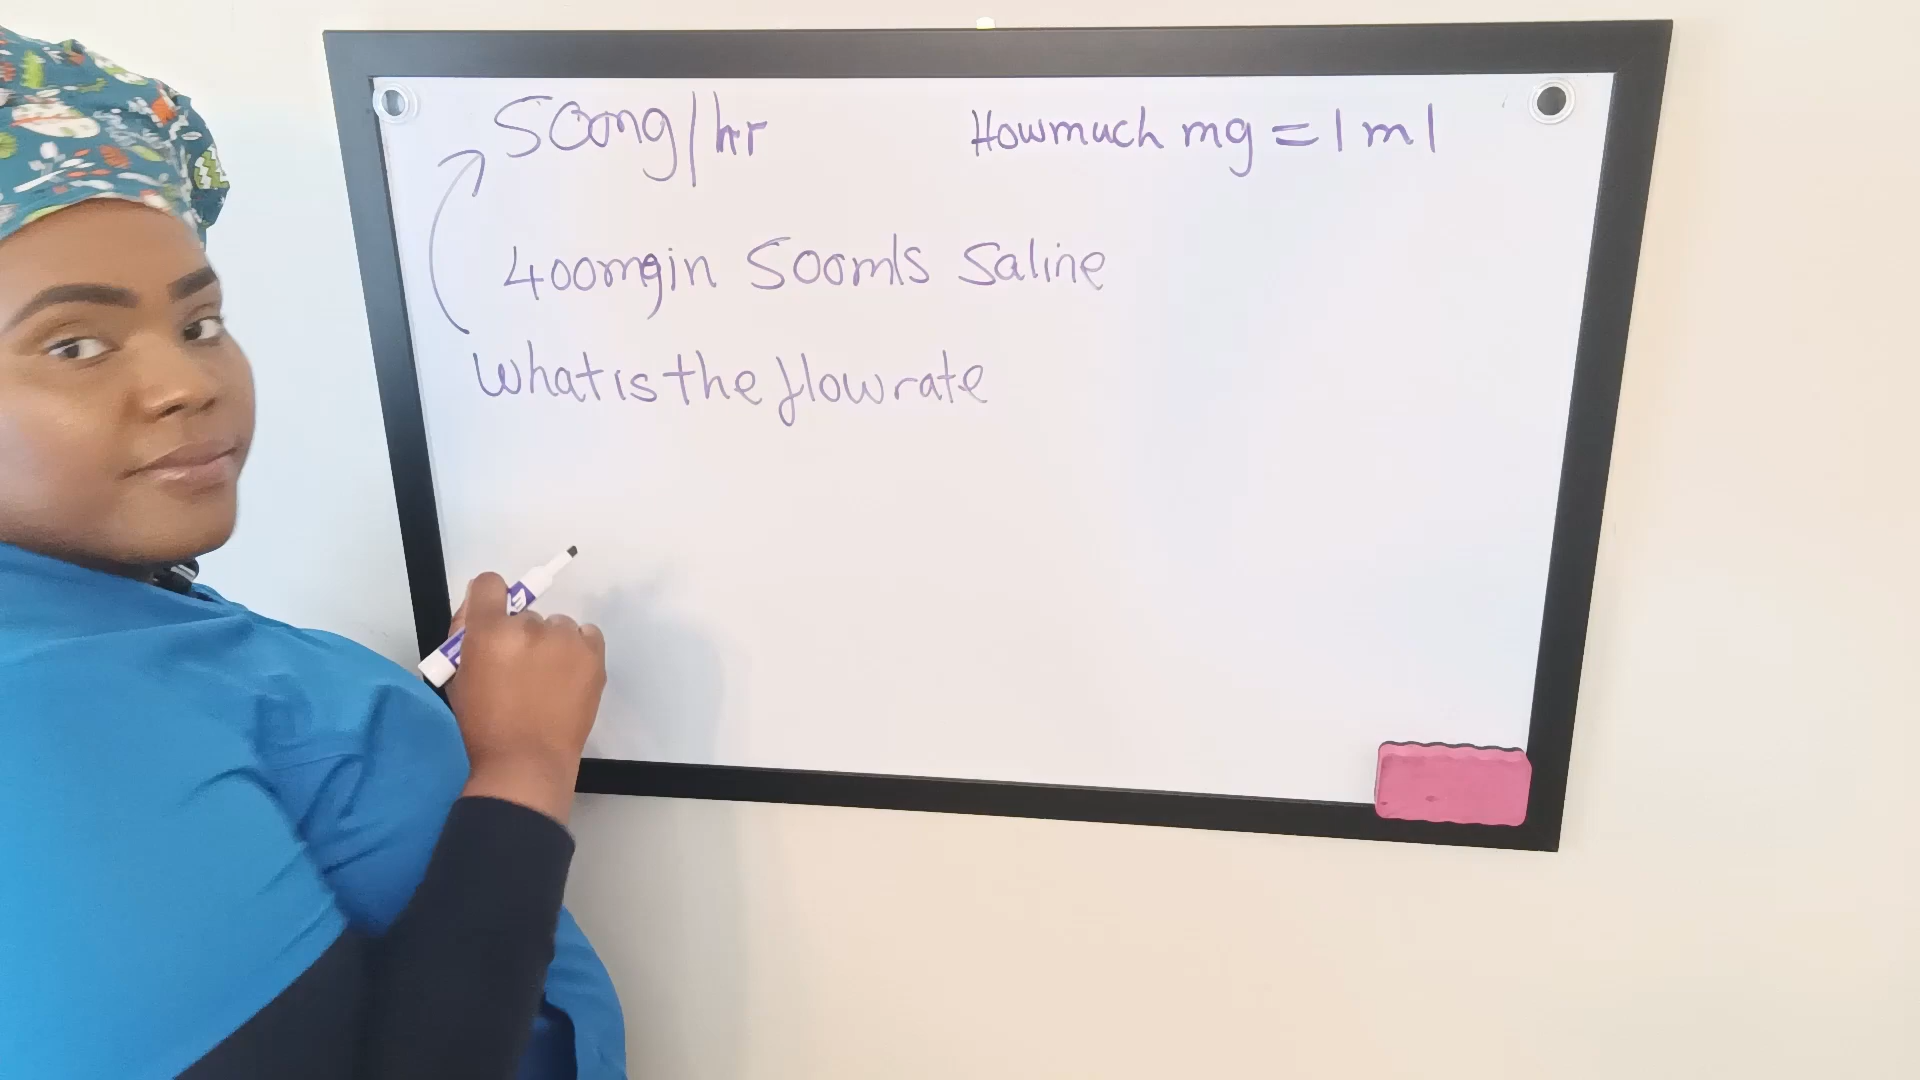 500mg/hr
How much mg = 1ml
400mg in 500mls Saline
What is the flow rate